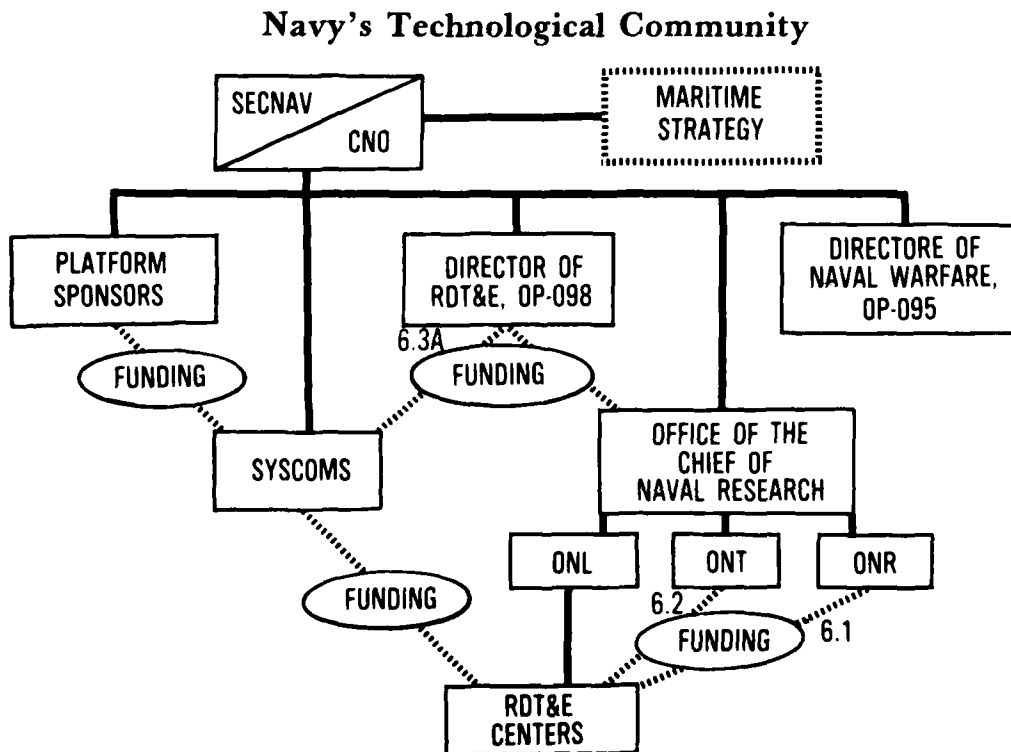 Navy's Technological Community
SECNAV
CNO
MARITIME
STRATEGY
PLATFORM
SPONSORS
DIRECTOR OF
RDT&E, OP-098
DIRECTORE OF
NAVAL WARFARE,
OP-095
6.3A
FUNDING
FUNDING
SYSCOMS
OFFICE OF THE
CHIEF OF
NAVAL RESEARCH
ONL
ONT
ONR
FUNDING
6.2
FUNDING
6.1
RDT&E
CENTERS